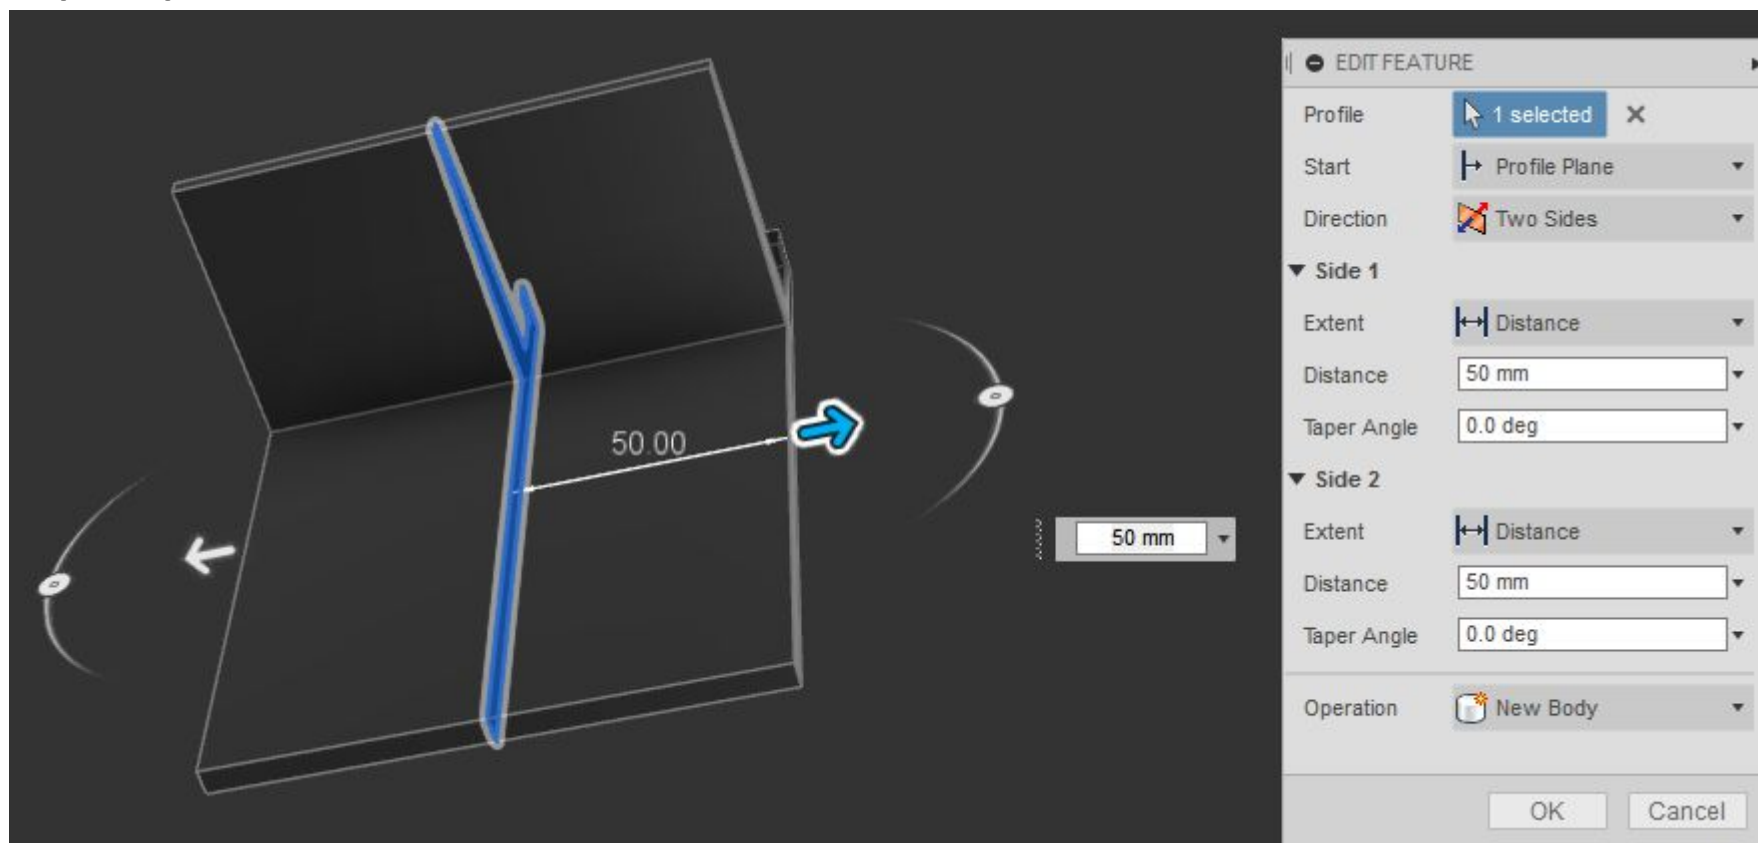 EDIT FEATURE
Profile 1 selected
Start Profile Plane
Direction Two Sides
Side 1
Extent Distance
50.00
Distance 50 mm
Taper Angle 0.0 deg
Side 2
Extent Distance
50 mm
Distance 50 mm
Taper Angle 0.0 deg
Operation New Body
OK Cancel